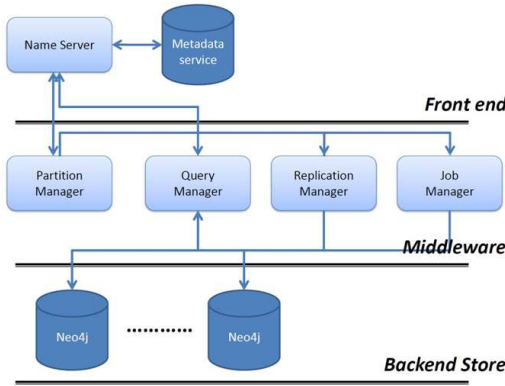 Name Server
Metadata
service
Front end
Partition
Manager
Query
Manager
Replication
Manager
Job
Manager
Middleware
Neo4j
............
Neo4j
Backend Store